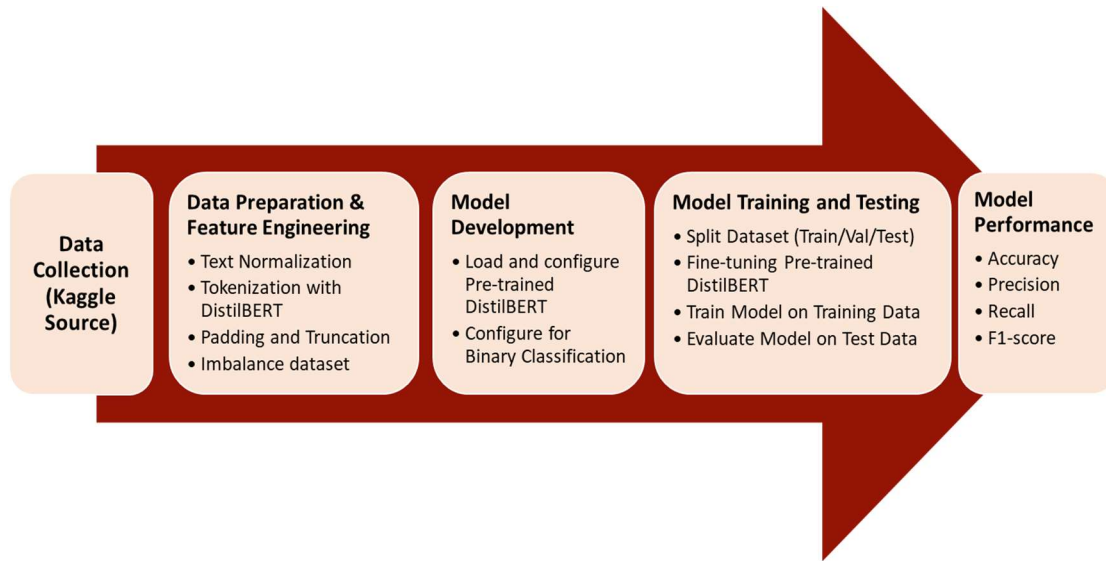 Data
Collection
(Kaggle
Source)
Data Preparation &
Feature Engineering
• Text Normalization
• Tokenization with
DistilBERT
• Padding and Truncation
• Imbalance dataset
Model
Development
• Load and configure
Pre-trained
DistilBERT
• Configure for
Binary Classification
Model Training and Testing
• Split Dataset (Train/Val/Test)
• Fine-tuning Pre-trained
DistilBERT
• Train Model on Training Data
• Evaluate Model on Test Data
Model
Performance
• Accuracy
• Precision
• Recall
• F1-score